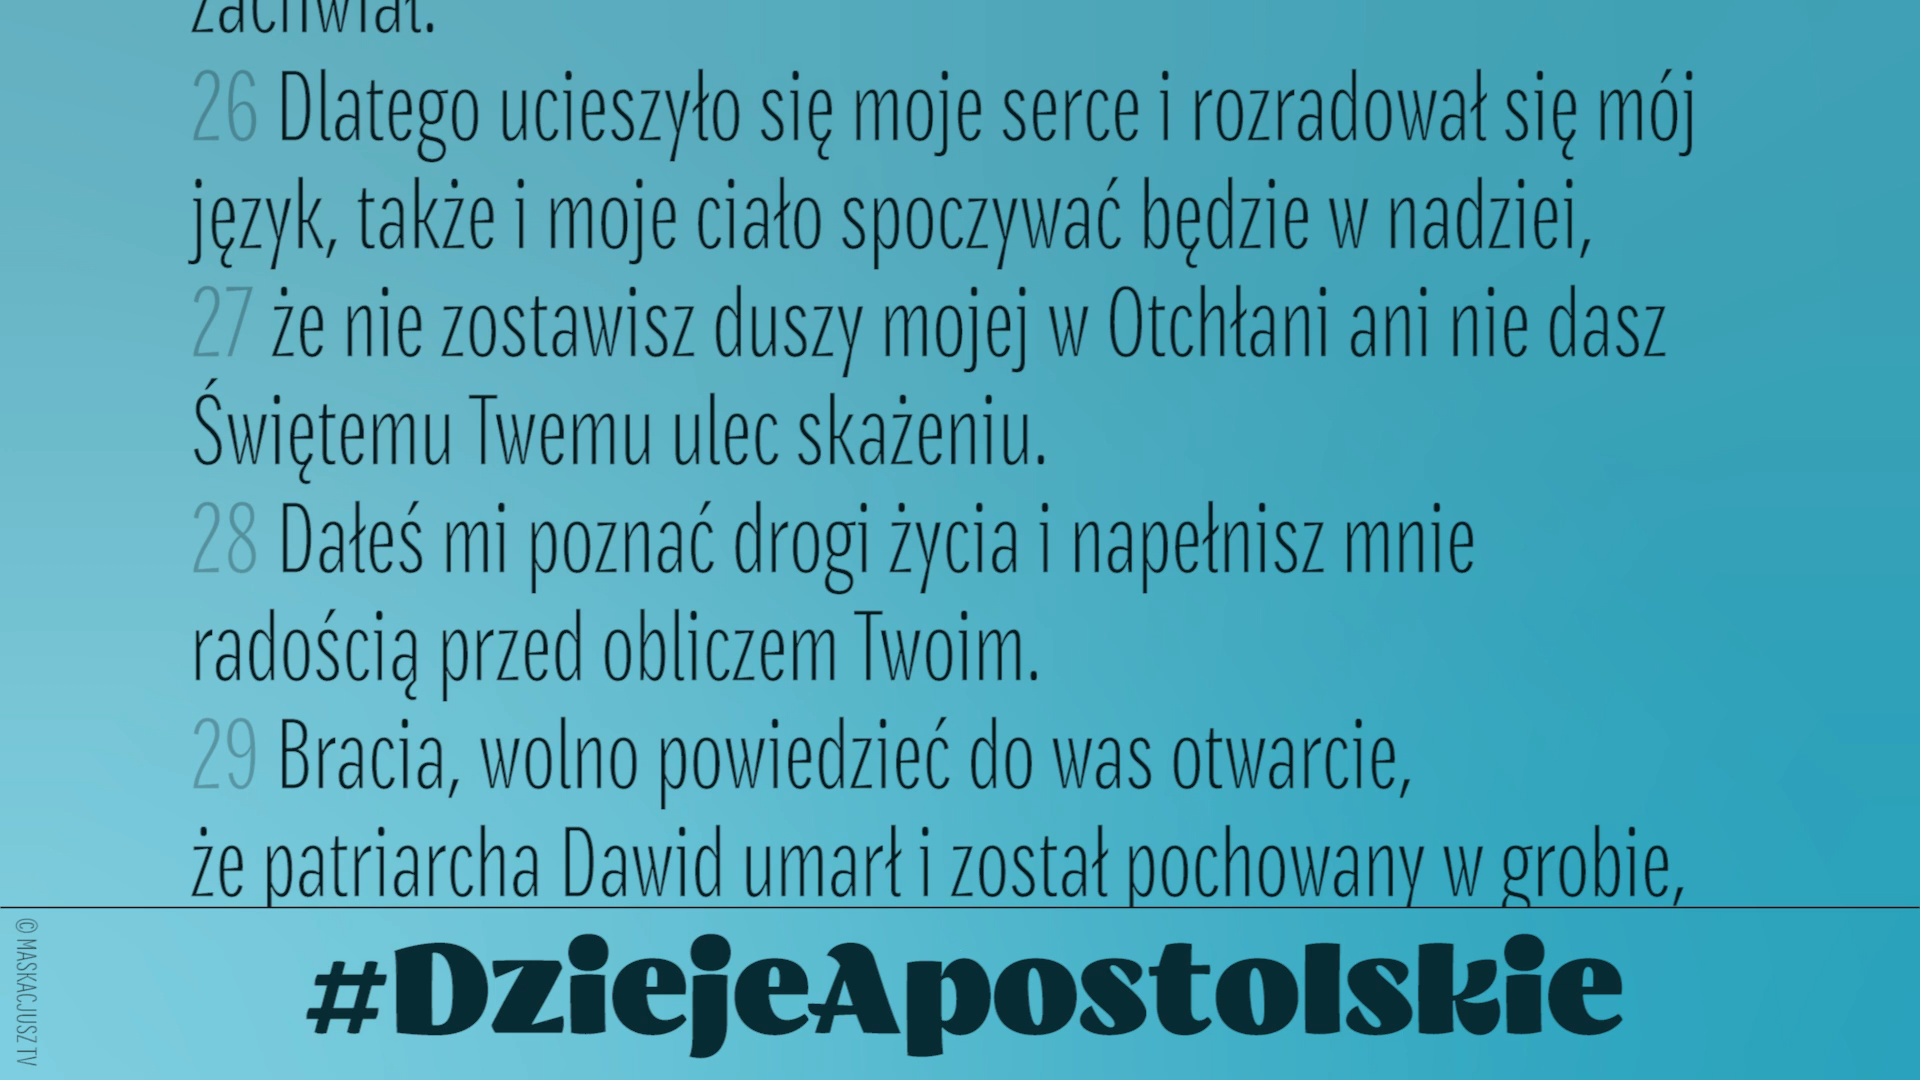 zachwiał.
26 Dlatego ucieszyło się moje serce i rozradował się mój
język, także i moje ciało spoczywać będzie w nadziei,
27 że nie zostawisz duszy mojej w Otchłani ani nie dasz
Świętemu Twemu ulec skażeniu.
28 Dałeś mi poznać drogi życia i napełnisz mnie
radością przed obliczem Twoim.
29 Bracia, wolno powiedzieć do was otwarcie,
że patriarcha Dawid umarł i został pochowany w grobie,
#DziejeApostolskie
© MASKACJUSZ TV